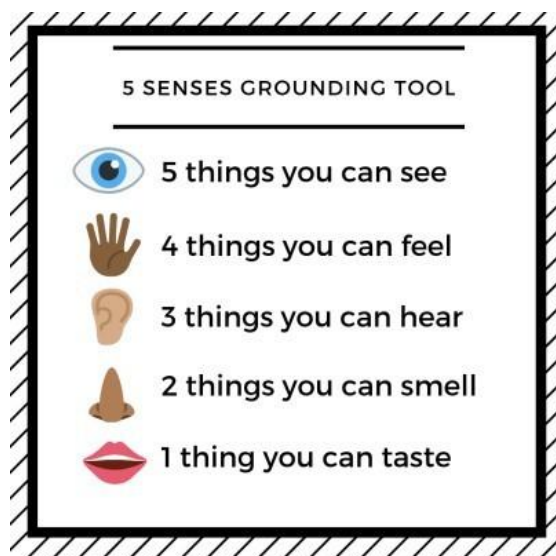 5 SENSES GROUNDING TOOL
5 things you can see
4 things you can feel
3 things you can hear
2 things you can smell
1 thing you can taste